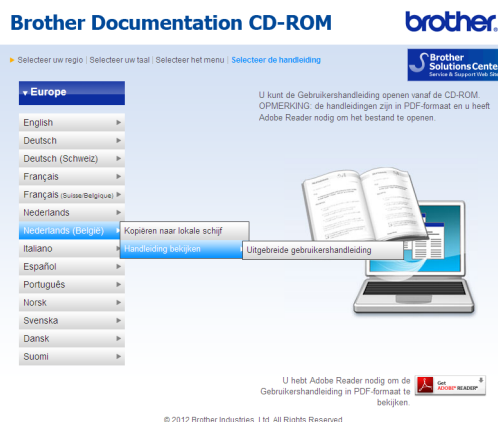 Brother Documentation CD-ROM
brother
Selecteer uw regio | Selecteer uw taal | Selecteer het menu | Selecteer de handleiding
Brother
Solutions Center
Service & Support Web Site
Europe
U kunt de Gebruikershandleiding openen vanaf de CD-ROM.
OPMERKING: de handleidingen zijn in PDF-formaat en u heeft
Adobe Reader nodig om het bestand te openen.
English
Deutsch
Deutsch (Schweiz)
Français
Français (Suisse/Belgique)
Nederlands
Nederlands (België)
Kopiëren naar lokale schijf
Italiano
Handleiding bekijken
Uitgebreide gebruikershandleiding
Español
Português
Norsk
Svenska
Dansk
Suomi
U hebt Adobe Reader nodig om de
Gebruikershandleiding in PDF-formaat te
bekijken.
Get
ADOBE® READER®
© 2012 Brother Industries, Ltd. All Rights Reserved.